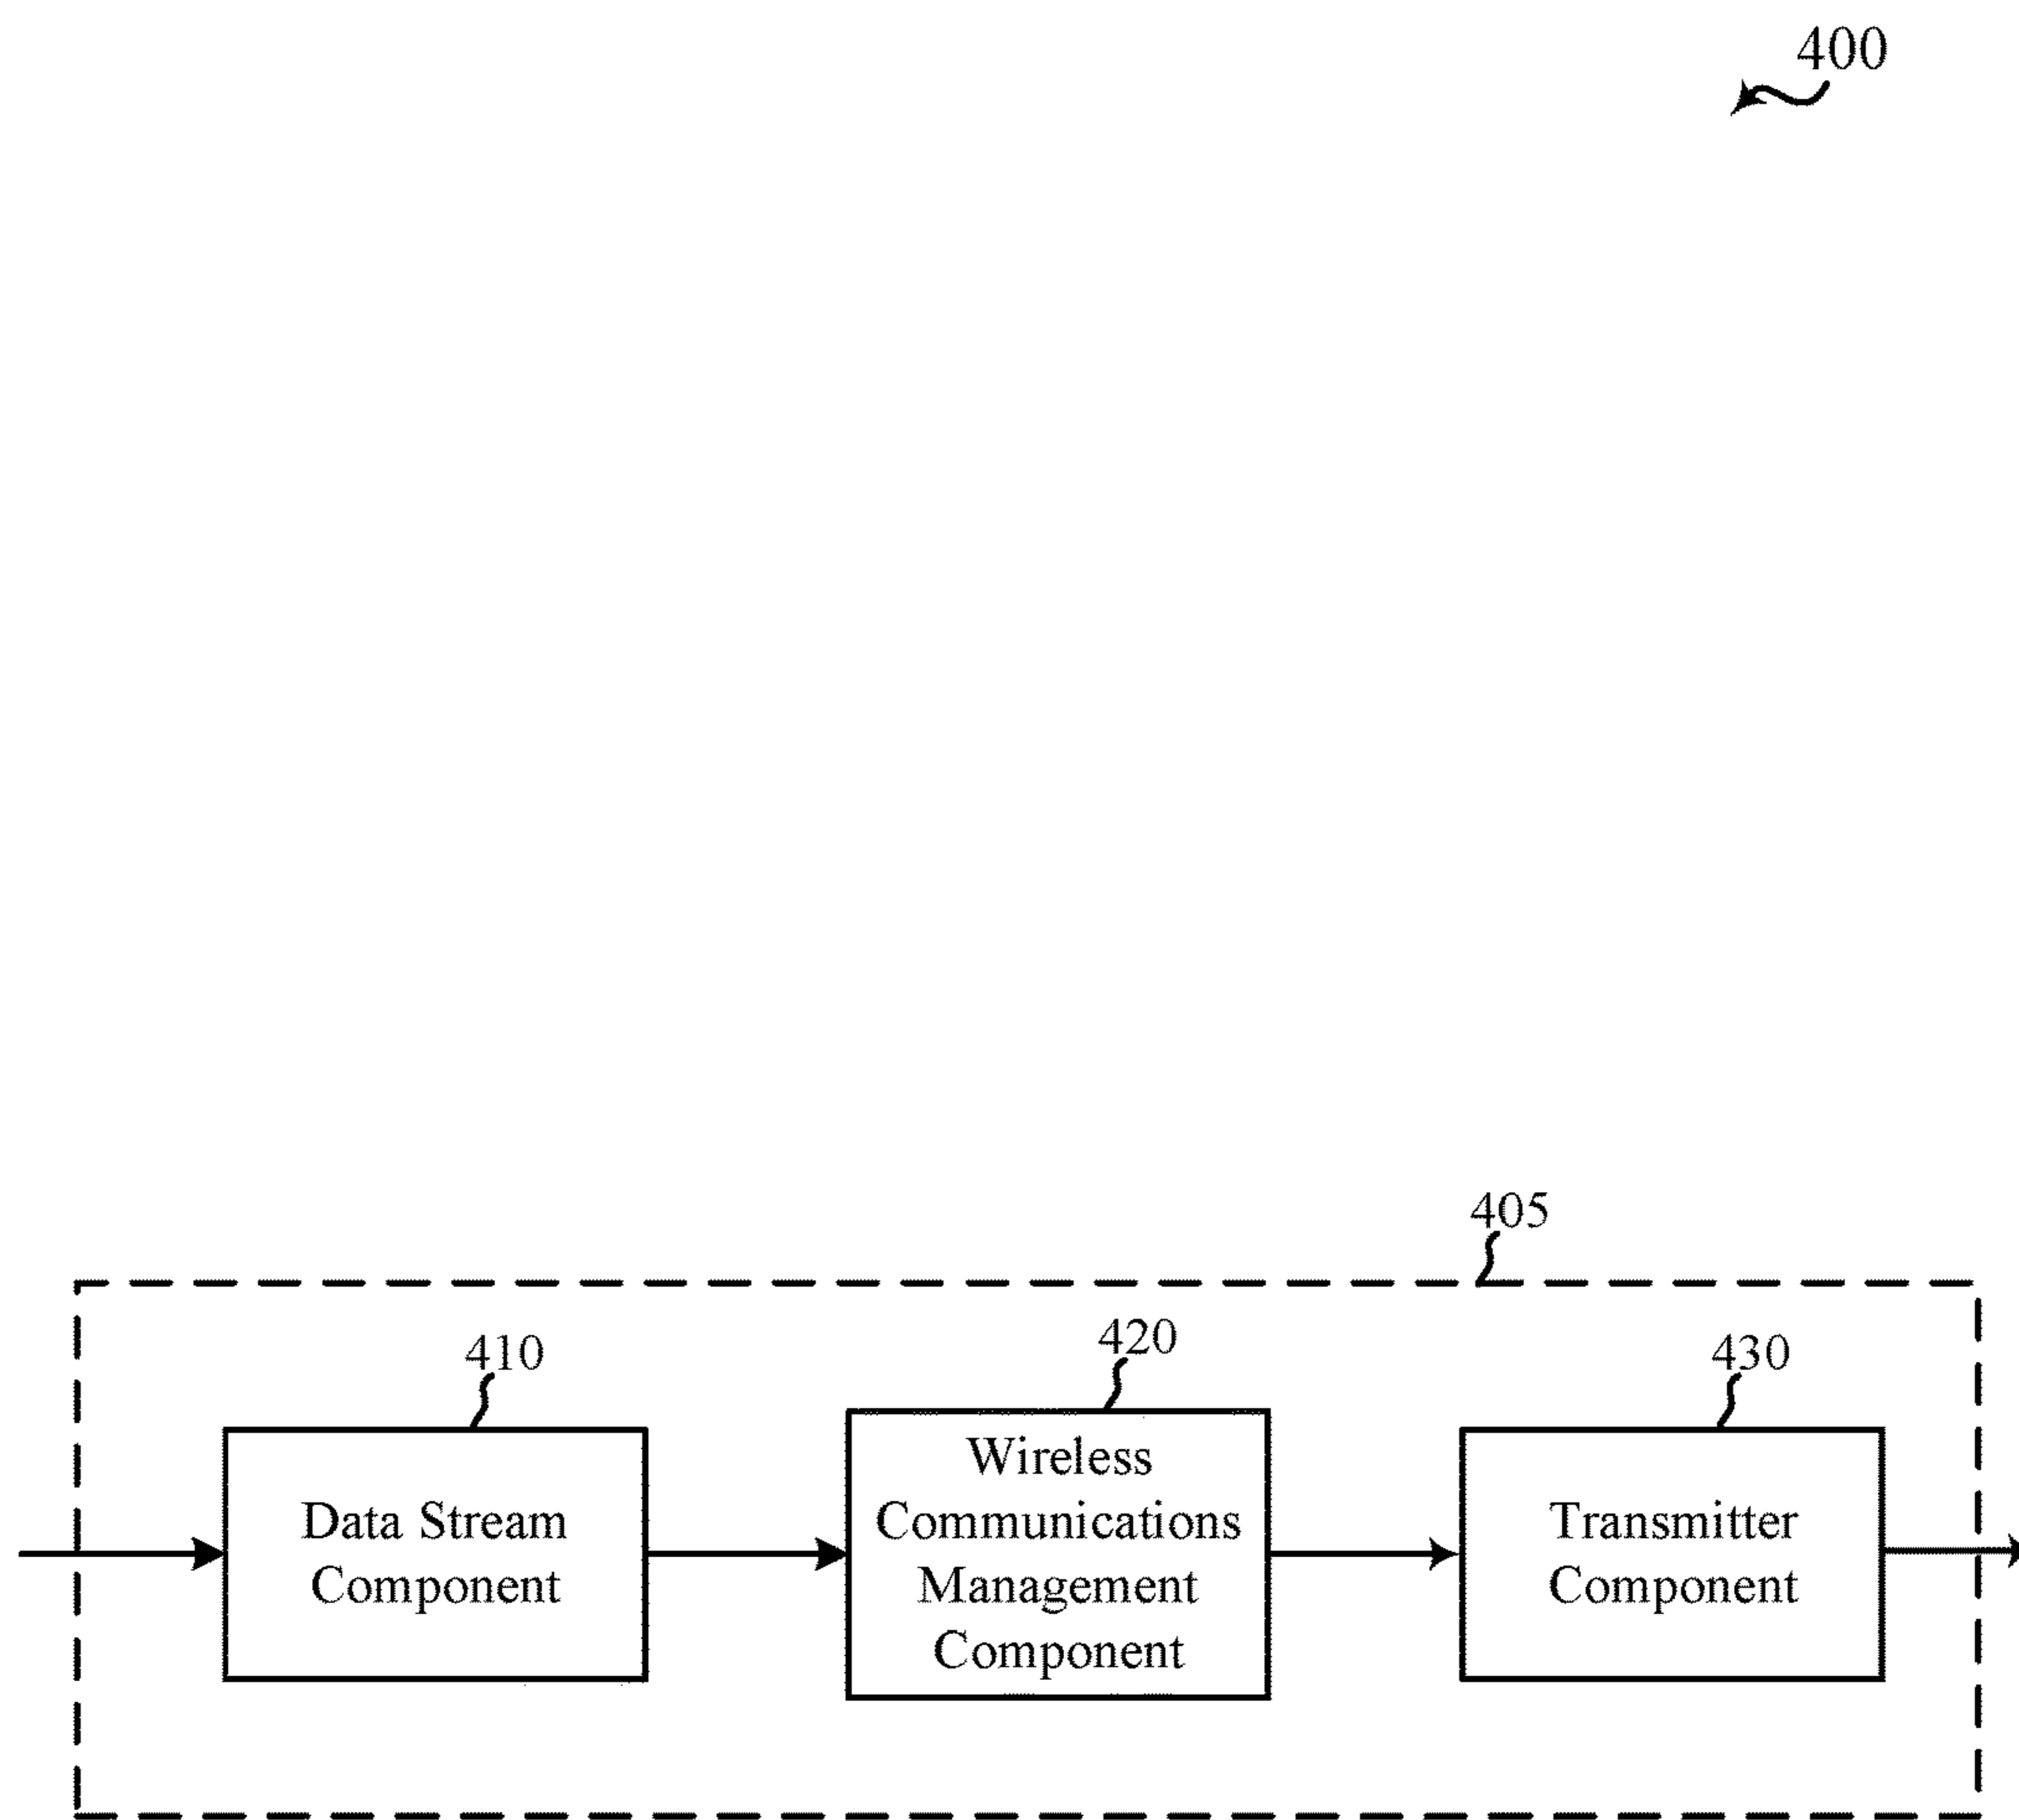 400
405
410
420
430
Data Stream
Component
Wireless
Communications
Management
Component
Transmitter
Component